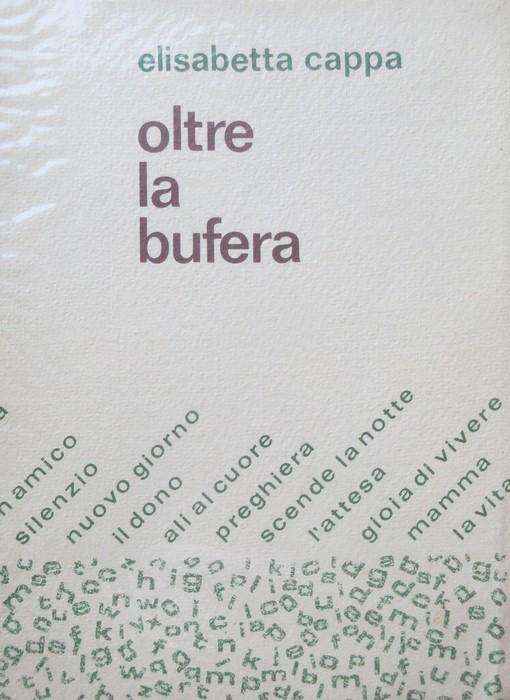 elisabetta cappa
oltre
la
bufera
amico
silenzio
nuovo giorno
il dono
ali al cuore
preghiera
scende la notte
l'attesa
gioia di vivere
mamma
la vita